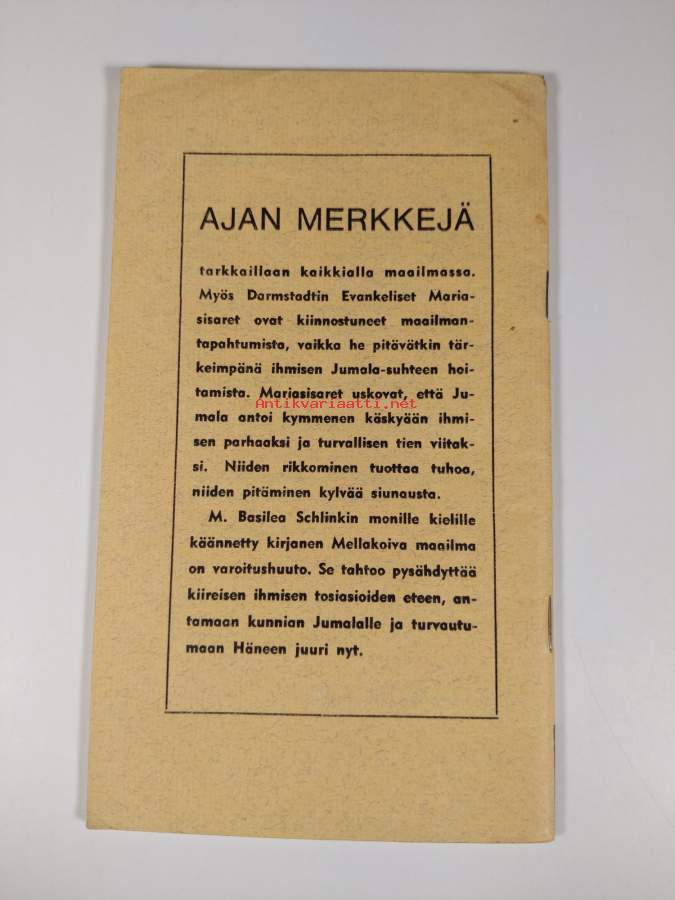 AJAN MERKKEJÄ
tarkkaillaan kaikkialla maailmassa.
Myös Darmstadtin Evankeliset Maria-
sisaret ovat kiinnostuneet maailman-
tapahtumista, vaikka he pitävätkin tär-
keimpänä ihmisen Jumala-suhteen hoi-
tamista. Mariasisaret uskovat, että Ju-
Antikvariaatti.net
mala antoi kymmenen käskyään ihmi-
sen parhaaksi ja turvallisen tien viitak-
si. Niiden rikkominen tuottaa tuhoa,
niiden pitäminen kylvää siunausta.
M. Basilea Schlinkin monille kielille
käännetty kirjanen Mellakoiva maailma
on varoitushuuto. Se tahtoo pysähdyttää
kiireisen ihmisen tosiasioiden eteen, an-
tamaan kunnian Jumalalle ja turvautu-
maan Häneen juuri nyt.